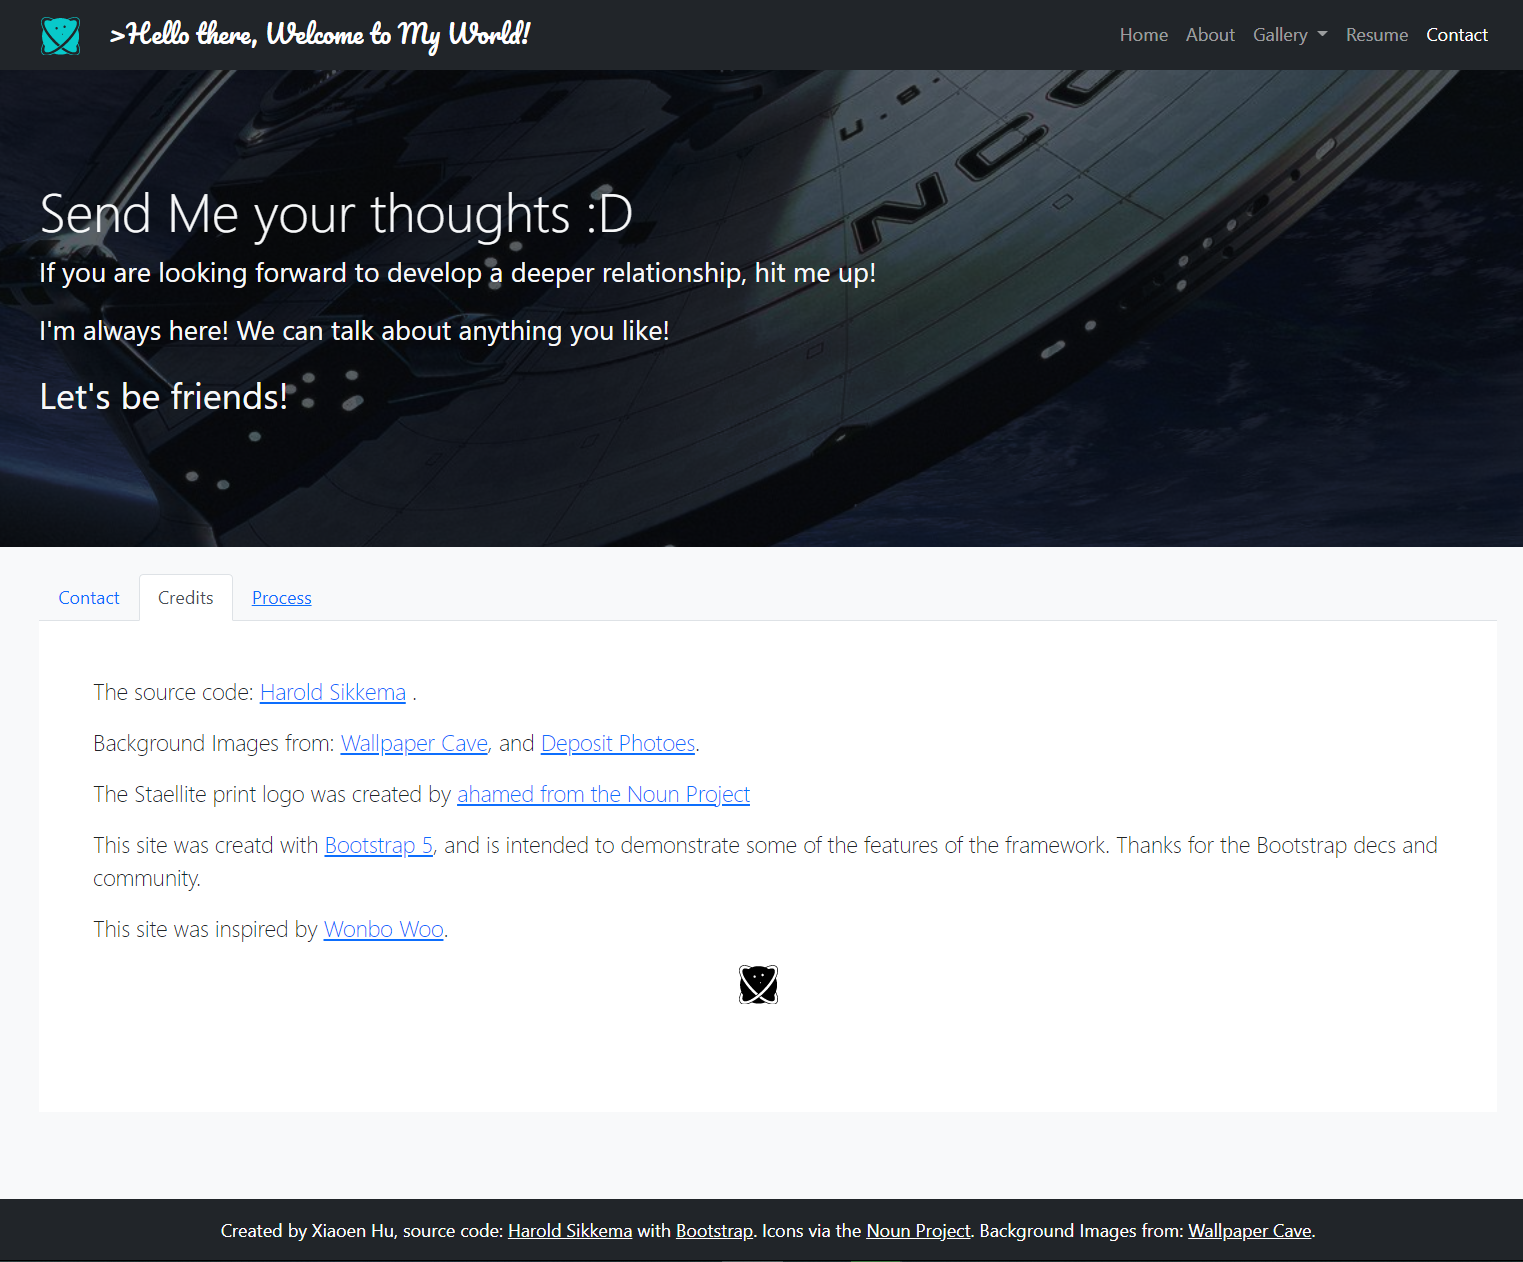 >Hello there, Welcome to My World!
Home About Gallery Resume Contact
U.S.
NCC
Send Me your thoughts :D
If you are looking forward to develop a deeper relationship, hit me up!
I'm always here! We can talk about anything you like!
Let's be friends!
Contact Credits Process
The source code: Harold Sikkema .
Background Images from: Wallpaper Cave, and Deposit Photoes.
The Staellite print logo was created by ahamed from the Noun Project
This site was creatd with Bootstrap 5, and is intended to demonstrate some of the features of the framework. Thanks for the Bootstrap decs and
community.
This site was inspired by Wonbo Woo.
Created by Xiaoen Hu, source code: Harold Sikkema with Bootstrap. Icons via the Noun Project. Background Images from: Wallpaper Cave.